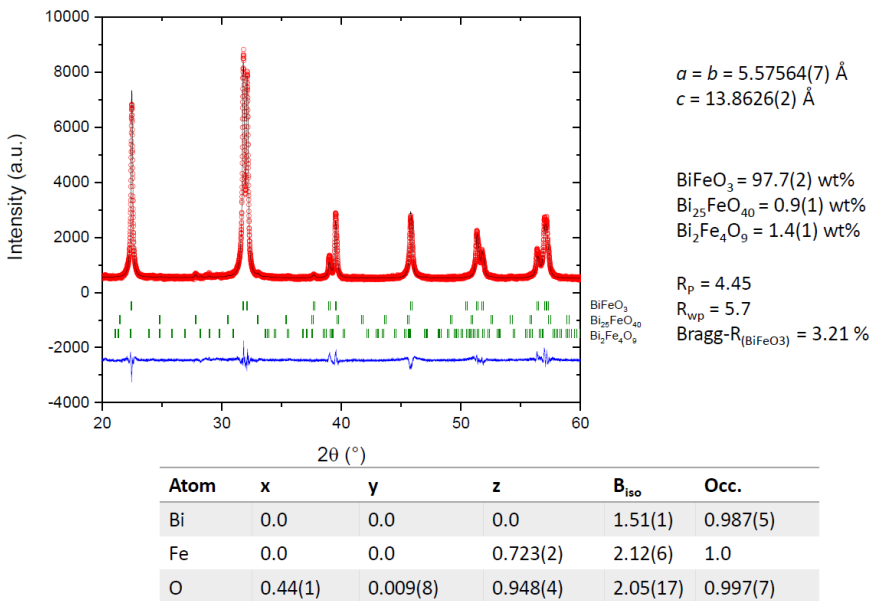 10000
8000
6000
4000
2000
0
-2000
-4000
Intensity (a.u.)
20 30 40 50 60
2θ (°)
BiFeO₃
Bi₂₅FeO₄₀
Bi₂Fe₄O₉
a = b = 5.57564(7) Å
c = 13.8626(2) Å
BiFeO₃ = 97.7(2) wt%
Bi₂₅FeO₄₀ = 0.9(1) wt%
Bi₂Fe₄O₉ = 1.4(1) wt%
R_P = 4.45
R_wp = 5.7
Bragg-R_(BiFeO3) = 3.21 %
Atom x y z B_iso Occ.
Bi 0.0 0.0 0.0 1.51(1) 0.987(5)
Fe 0.0 0.0 0.723(2) 2.12(6) 1.0
O 0.44(1) 0.009(8) 0.948(4) 2.05(17) 0.997(7)